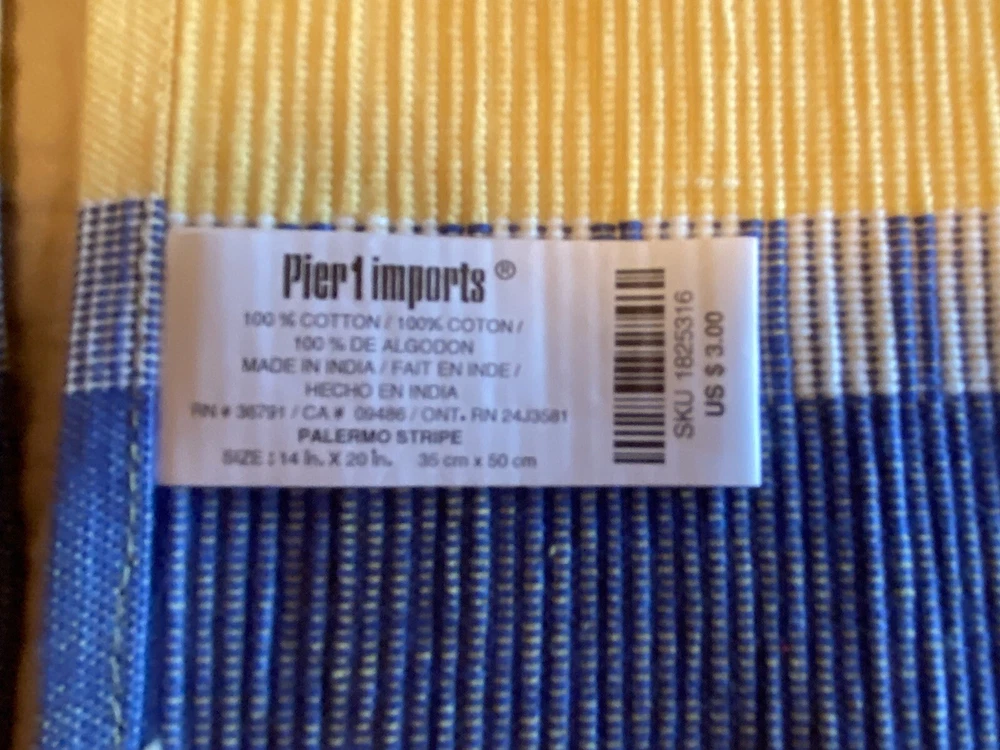 Pier 1 imports ®
100 % COTTON / 100% COTON /
100 % DE ALGODON
MADE IN INDIA / FAIT EN INDE /
HECHO EN INDIA
RN # 36791 / CA # 09486 / ONT. RN 24J3581
PALERMO STRIPE
SIZE : 14 In. X 20 In. 35 cm x 50 cm
SKU 1825316
US $ 3.00